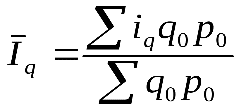 Ī_q = ∑ i_q q_0 p_0 / ∑ q_0 p_0